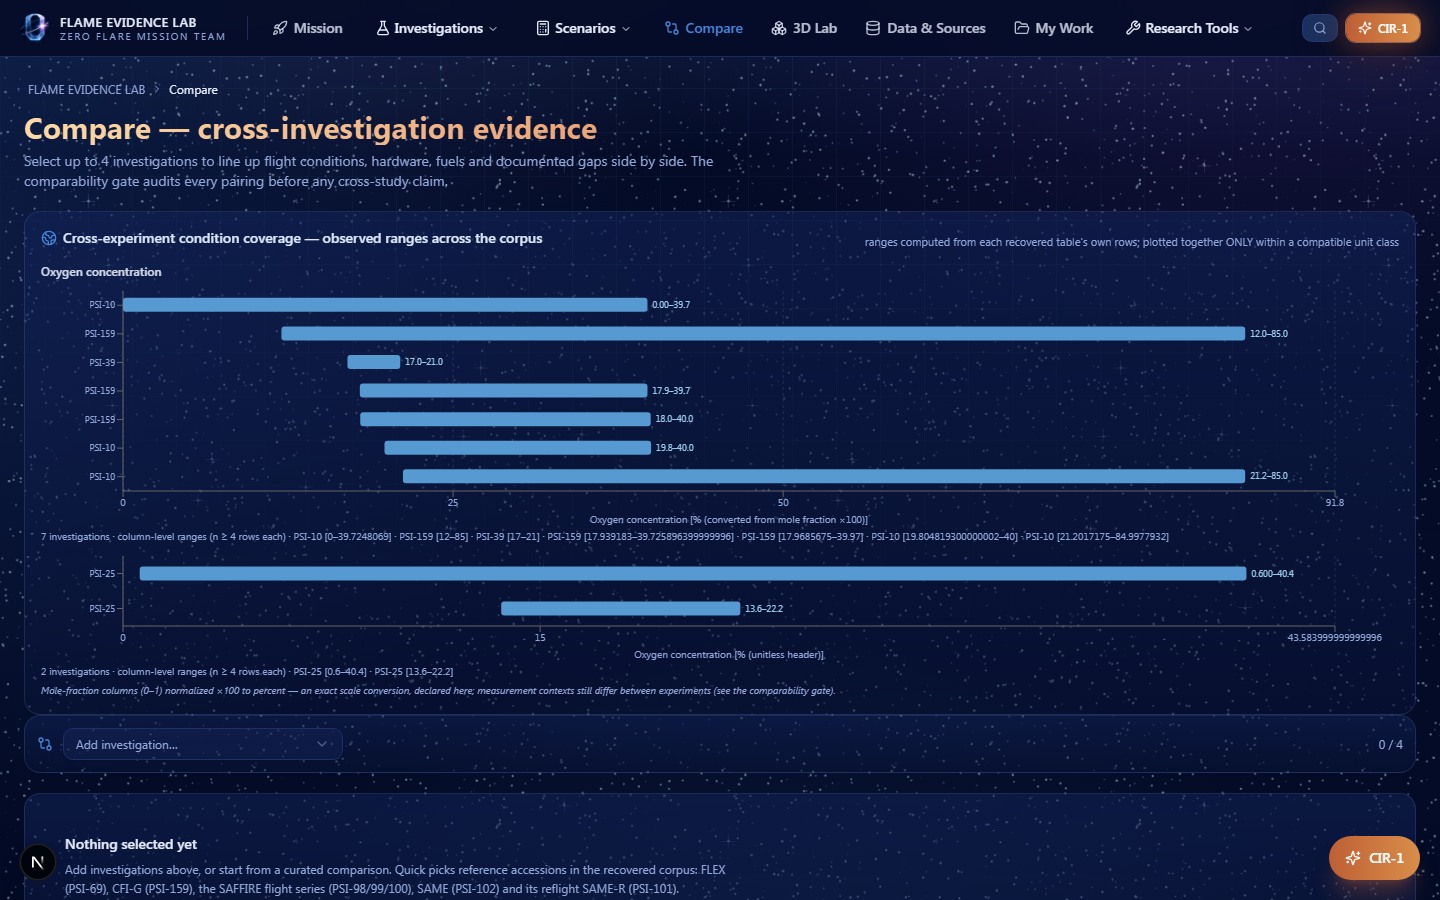 FLAME EVIDENCE LAB
ZERO FLARE MISSION TEAM
Mission
Investigations
Scenarios
Compare
3D Lab
Data & Sources
My Work
Research Tools
CIR-1
FLAME EVIDENCE LAB > Compare
Compare — cross-investigation evidence
Select up to 4 investigations to line up flight conditions, hardware, fuels and documented gaps side by side. The
comparability gate audits every pairing before any cross-study claim.
Cross-experiment condition coverage — observed ranges across the corpus
ranges computed from each recovered table's own rows; plotted together ONLY within a compatible unit class
Oxygen concentration
PSI-10 0.00–39.7
PSI-159 12.0–85.0
PSI-39 17.0–21.0
PSI-159 17.9–39.7
PSI-159 18.0–40.0
PSI-10 19.8–40.0
PSI-10 21.2–85.0
0 25 50 91.8
Oxygen concentration [% (converted from mole fraction ×100)]
7 investigations · column-level ranges (n ≥ 4 rows each) · PSI-10 [0–39.7248069] · PSI-159 [12–85] · PSI-39 [17–21] · PSI-159 [17.939183–39.725896399999996] · PSI-159 [17.9685675–39.97] · PSI-10 [19.804819300000002–40] · PSI-10 [21.2017175–84.9977932]
PSI-25 0.600–40.4
PSI-25 13.6–22.2
0 15 43.583999999999996
Oxygen concentration [% (unitless header)]
2 investigations · column-level ranges (n ≥ 4 rows each) · PSI-25 [0.6–40.4] · PSI-25 [13.6–22.2]
Mole-fraction columns (0–1) normalized ×100 to percent — an exact scale conversion, declared here; measurement contexts still differ between experiments (see the comparability gate).
Add investigation...
0 / 4
Nothing selected yet
Add investigations above, or start from a curated comparison. Quick picks reference accessions in the recovered corpus: FLEX
(PSI-69), CFI-G (PSI-159), the SAFFIRE flight series (PSI-98/99/100), SAME (PSI-102) and its reflight SAME-R (PSI-101).
N
CIR-1